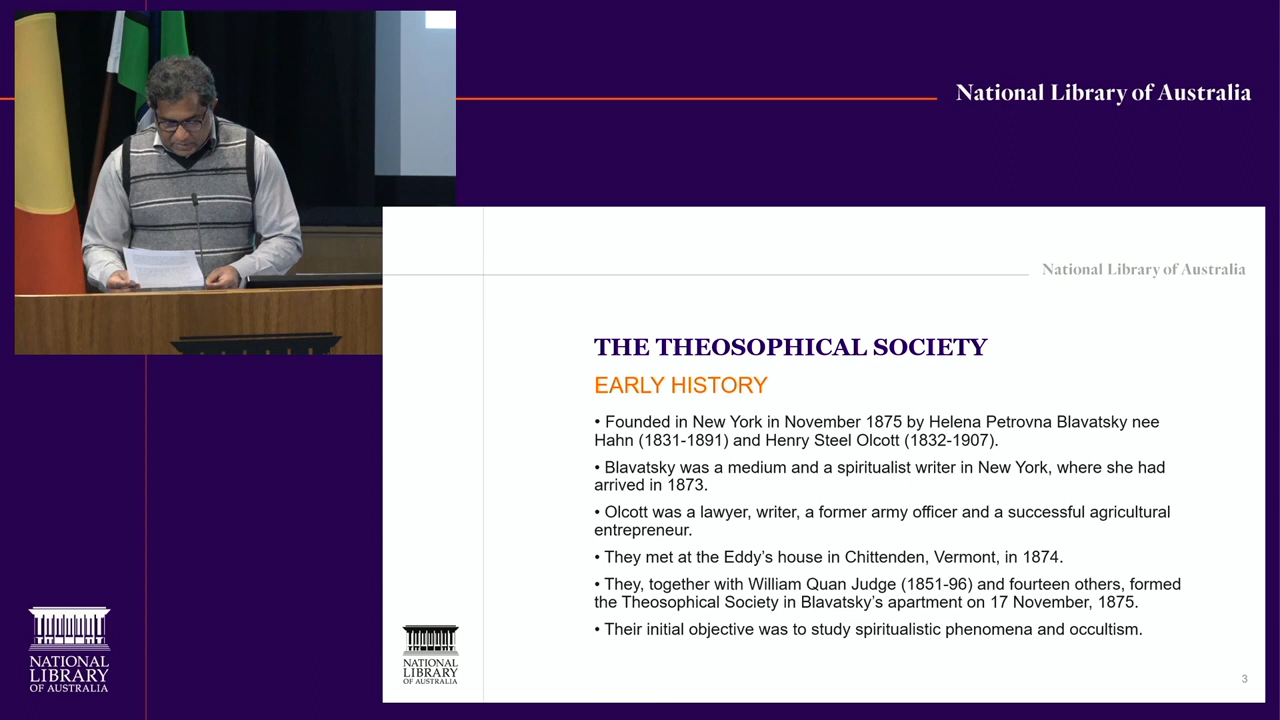 National Library of Australia
National Library of Australia
THE THEOSOPHICAL SOCIETY
EARLY HISTORY
• Founded in New York in November 1875 by Helena Petrovna Blavatsky nee
Hahn (1831-1891) and Henry Steel Olcott (1832-1907).
• Blavatsky was a medium and a spiritualist writer in New York, where she had
arrived in 1873.
• Olcott was a lawyer, writer, a former army officer and a successful agricultural
entrepreneur.
• They met at the Eddy’s house in Chittenden, Vermont, in 1874.
• They, together with William Quan Judge (1851-96) and fourteen others, formed
the Theosophical Society in Blavatsky’s apartment on 17 November, 1875.
• Their initial objective was to study spiritualistic phenomena and occultism.
NATIONAL
LIBRARY
OF AUSTRALIA
NATIONAL
LIBRARY
OF AUSTRALIA
3